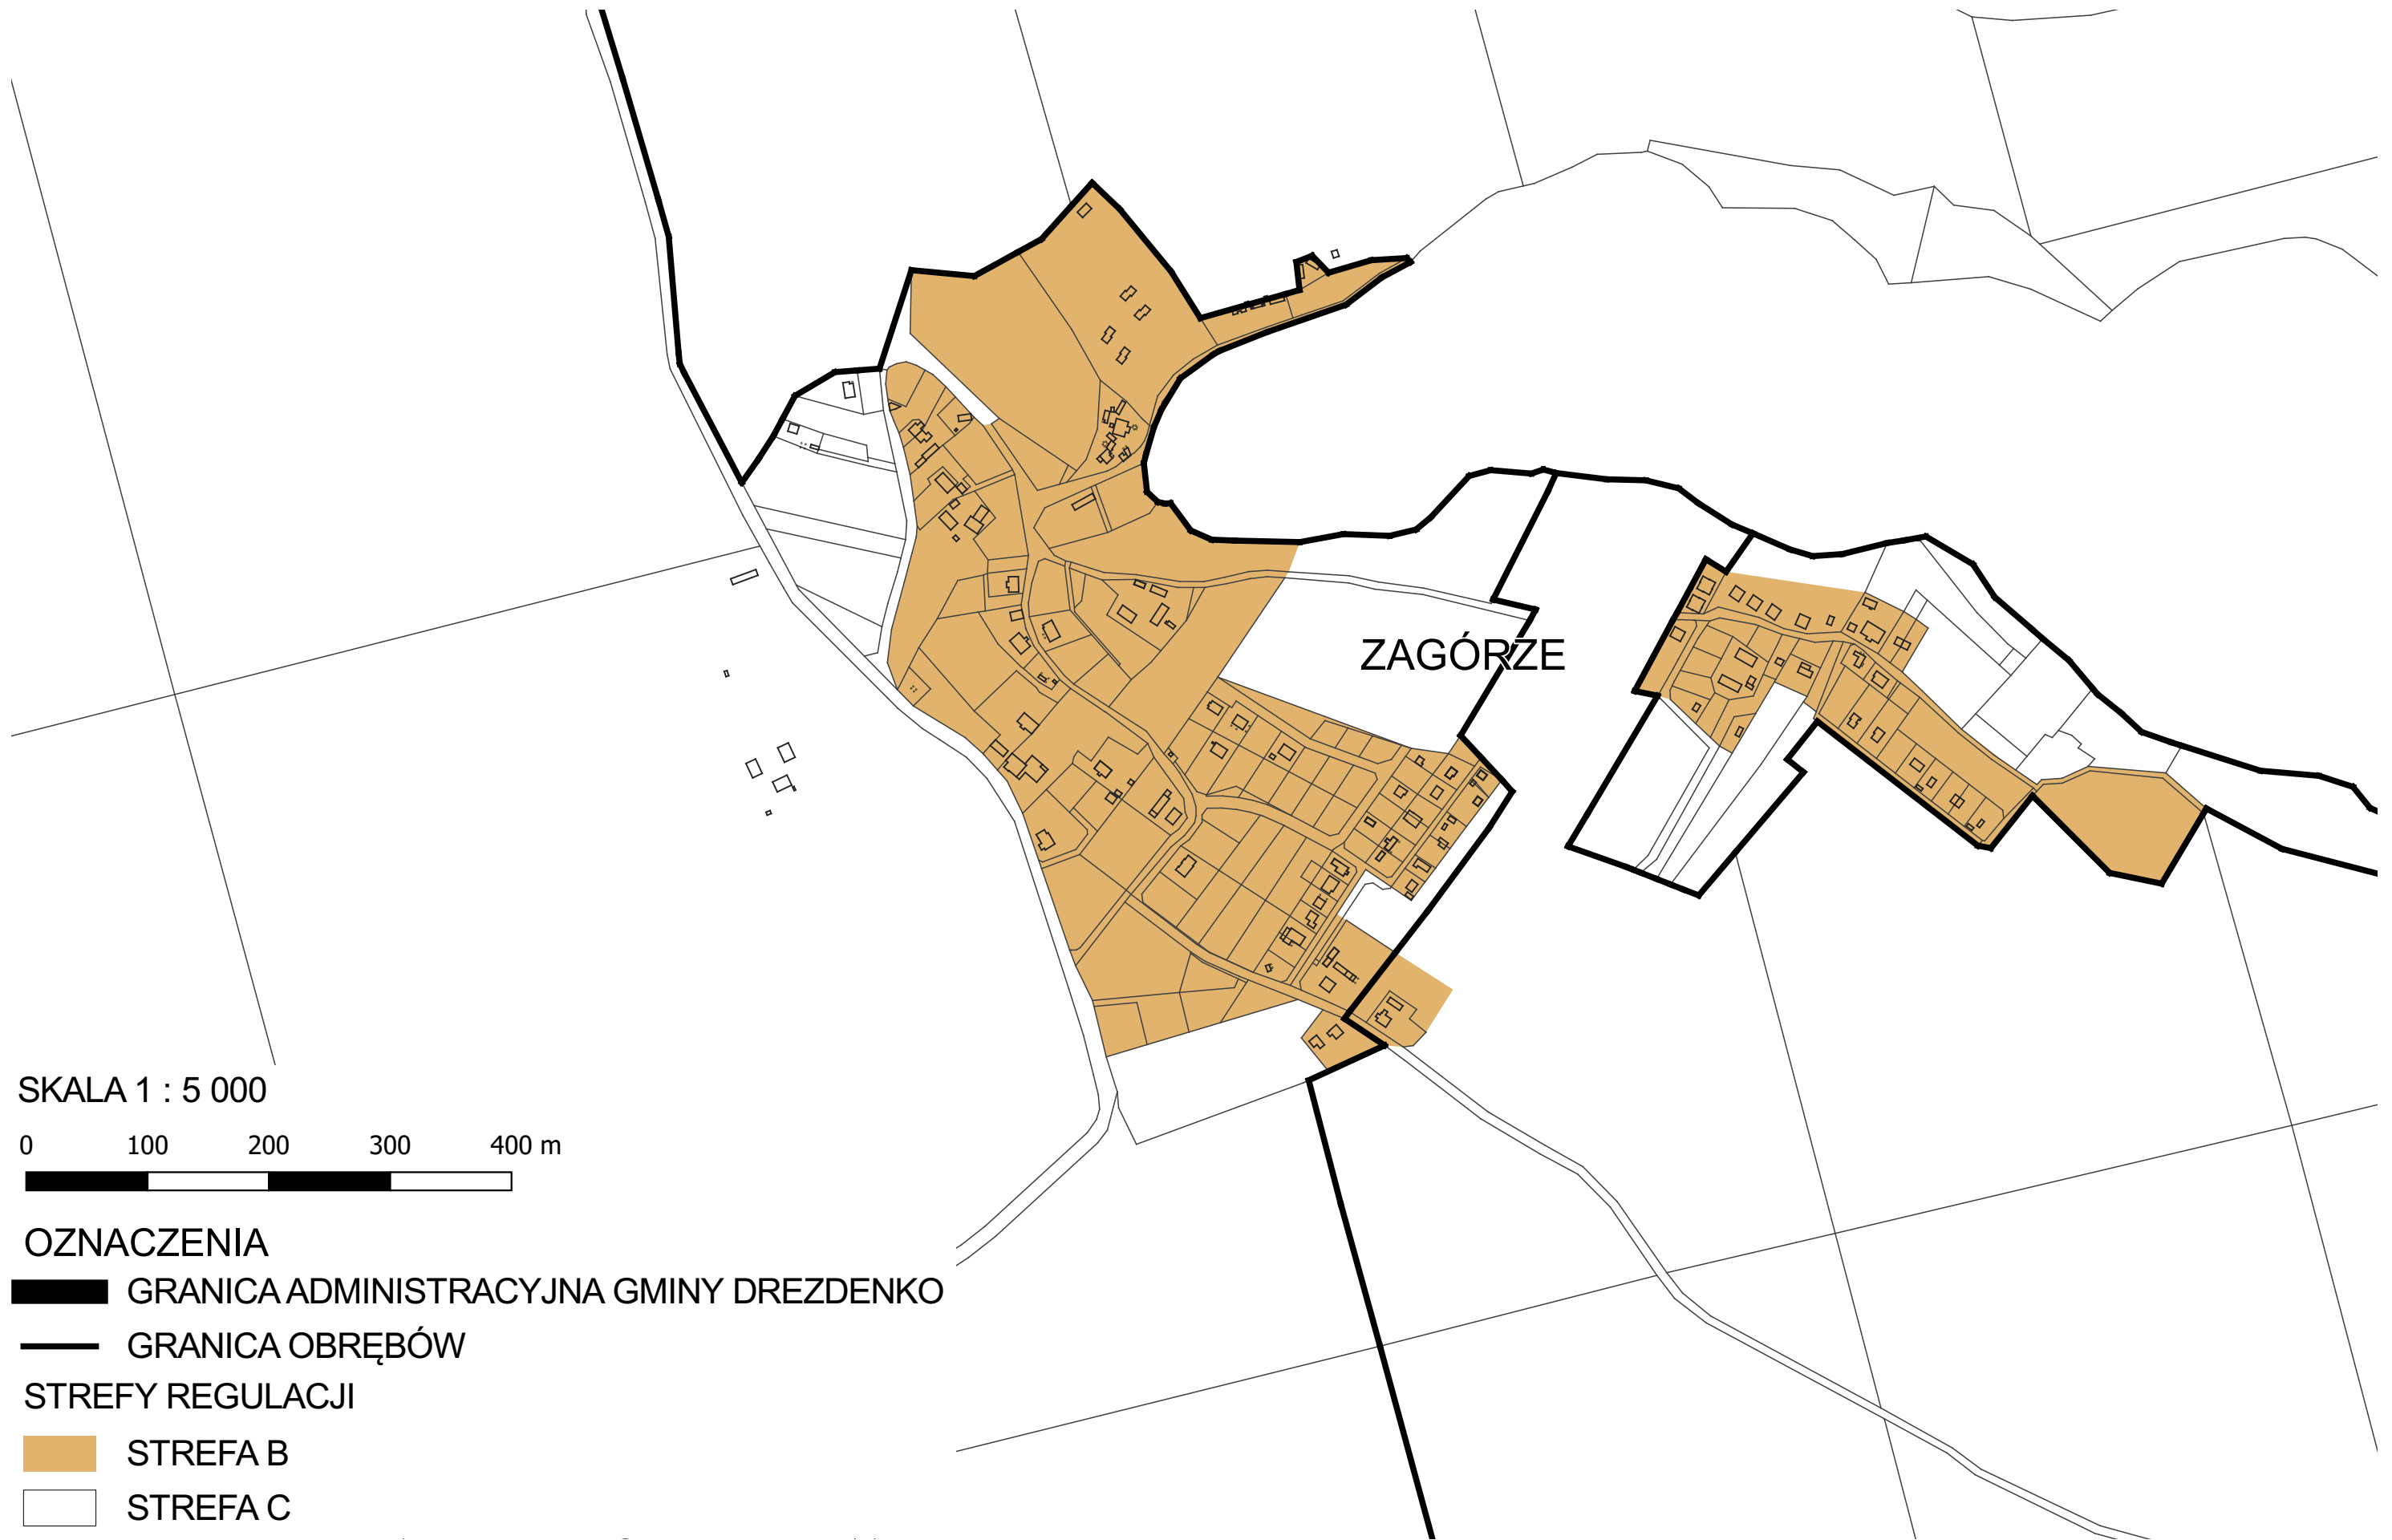 ZAGÓRZE
SKALA 1 : 5 000
0 100 200 300 400 m
OZNACZENIA
GRANICA ADMINISTRACYJNA GMINY DREZDENKO
GRANICA OBRĘBÓW
STREFY REGULACJI
STREFA B
STREFA C